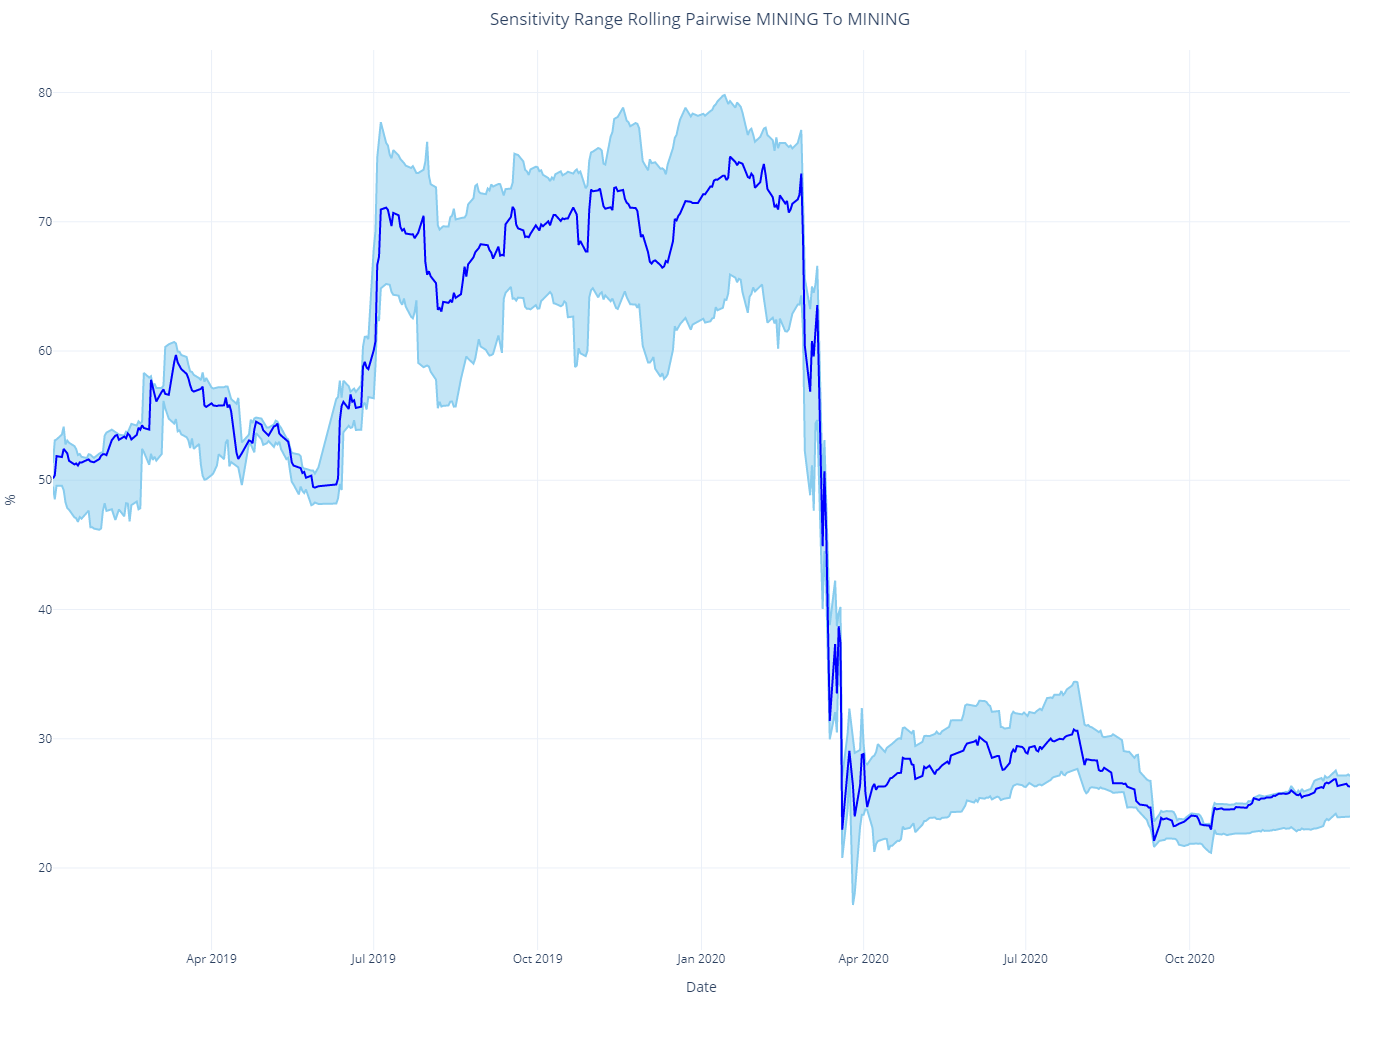 Sensitivity Range Rolling Pairwise MINING To MINING
80
70
60
50
40
30
20
%
Apr 2019
Jul 2019
Oct 2019
Jan 2020
Apr 2020
Jul 2020
Oct 2020
Date